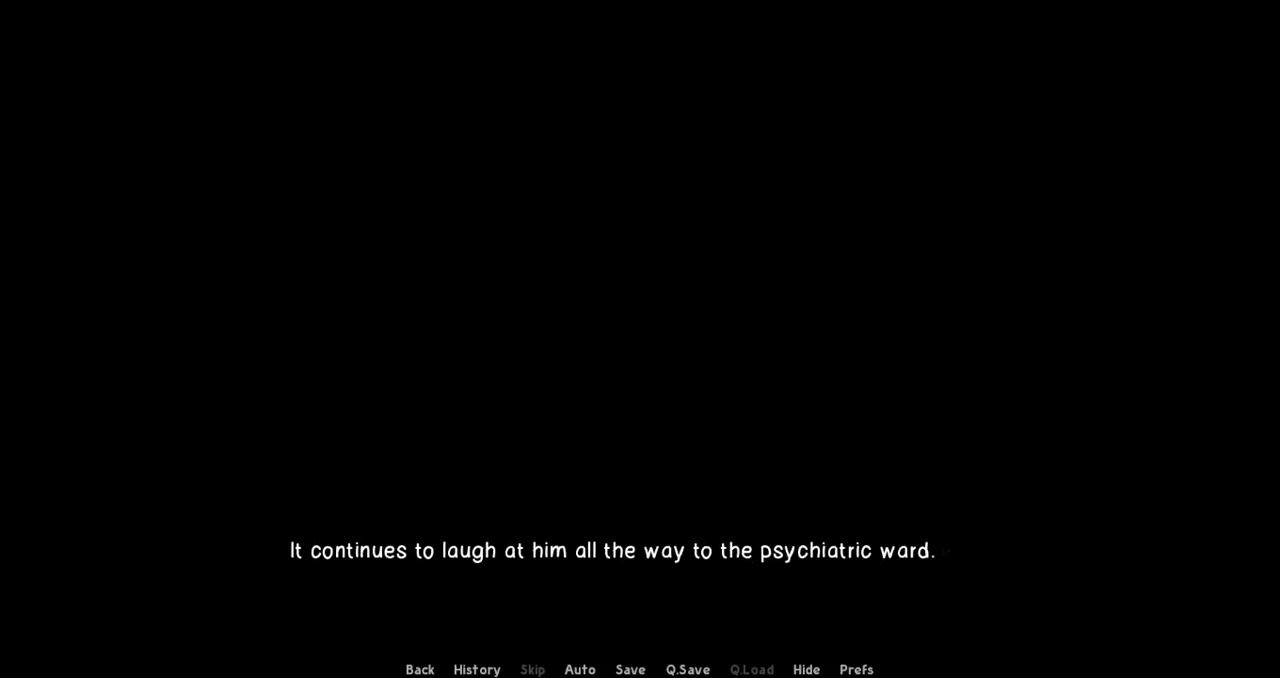 It continues to laugh at him all the way to the psychiatric ward.
Back History Skip Auto Save Q.Save Q.Load Hide Prefs